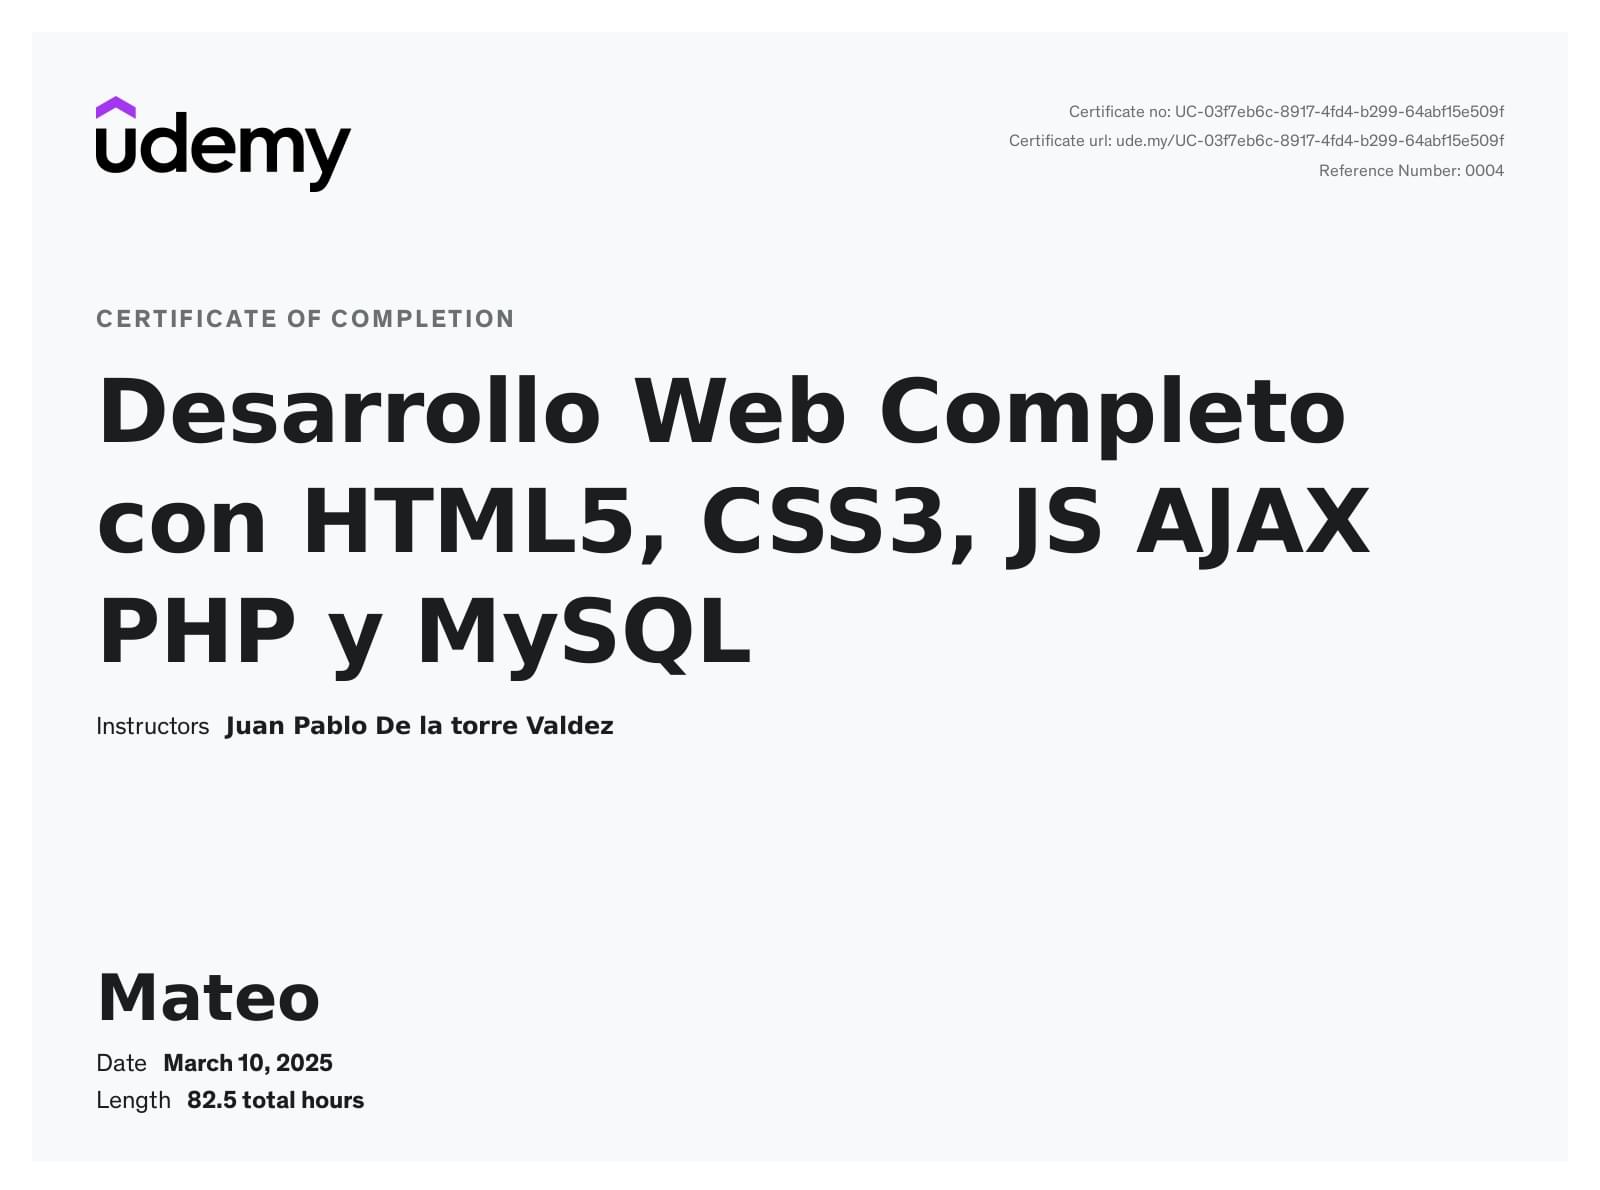 udemy
Certificate no: UC-03f7eb6c-8917-4fd4-b299-64abf15e509f
Certificate url: ude.my/UC-03f7eb6c-8917-4fd4-b299-64abf15e509f
Reference Number: 0004
CERTIFICATE OF COMPLETION
Desarrollo Web Completo
con HTML5, CSS3, JS AJAX
PHP y MySQL
Instructors Juan Pablo De la torre Valdez
Mateo
Date March 10, 2025
Length 82.5 total hours